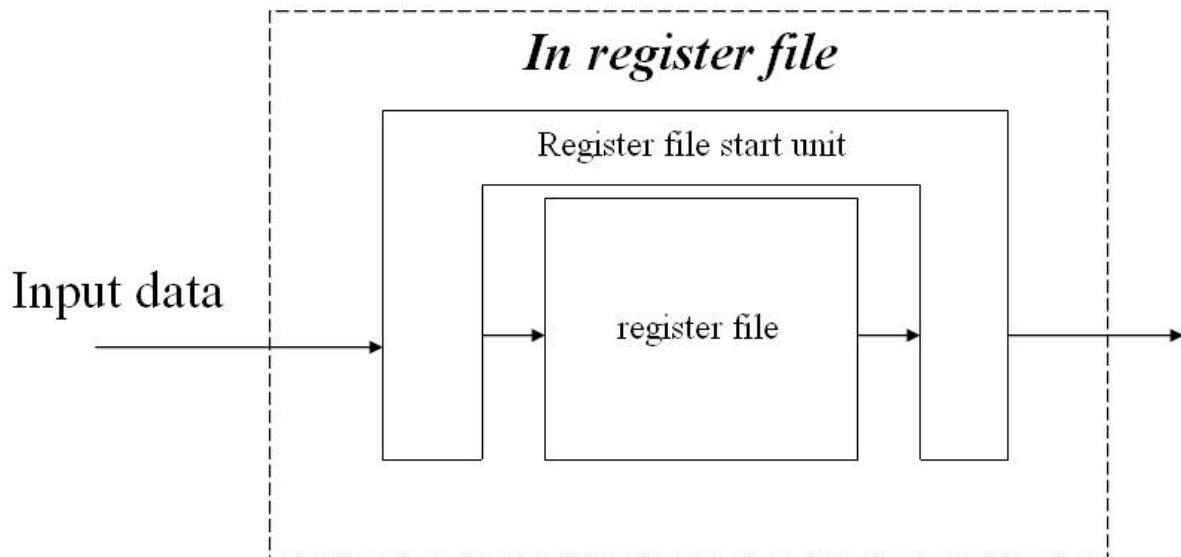 In register file
Register file start unit
Input data
register file